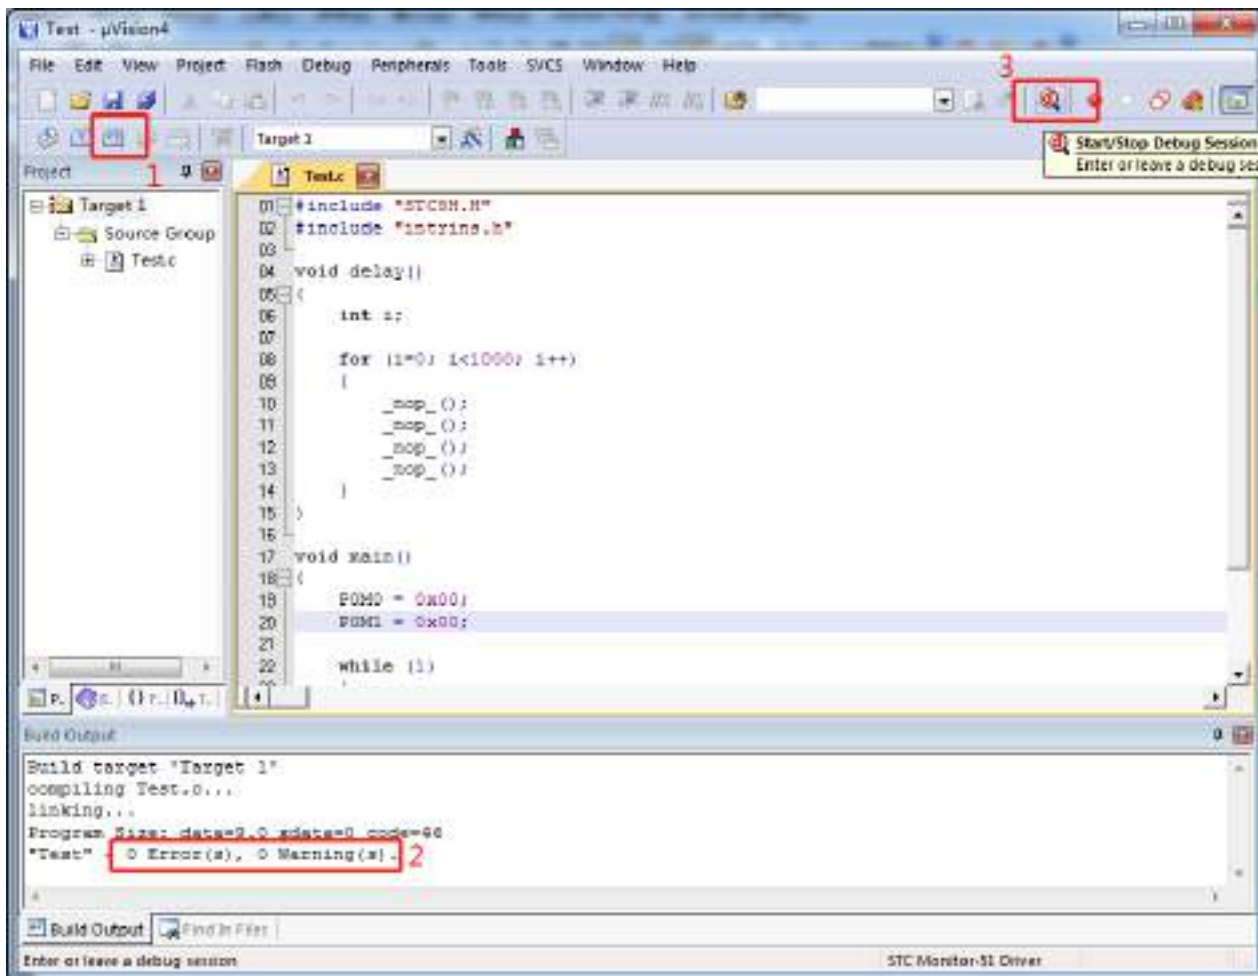 Test - µVision4
File Edit View Project Flash Debug Peripherals Tools SVCS Window Help
3
Target 1
Start/Stop Debug Session
Enter or leave a debug ses
1
Project
Test.c
Target 1
Source Group
Test.c
01 #include "STC8H.H"
02 #include "intrins.h"
03
04 void delay()
05 {
06 int i;
07
08 for (i=0; i<1000; i++)
09 {
10 _nop_();
11 _nop_();
12 _nop_();
13 _nop_();
14 }
15 }
16
17 void main()
18 {
19 P0M0 = 0x00;
20 P0M1 = 0x00;
21
22 while (1)
Build Output
Build target 'Target 1'
compiling Test.c...
linking...
Program Size: data=9.0 xdata=0 code=66
"Test" - 0 Error(s), 0 Warning(s).
2
Build Output Find In Files
Enter or leave a debug session STC Monitor-51 Driver